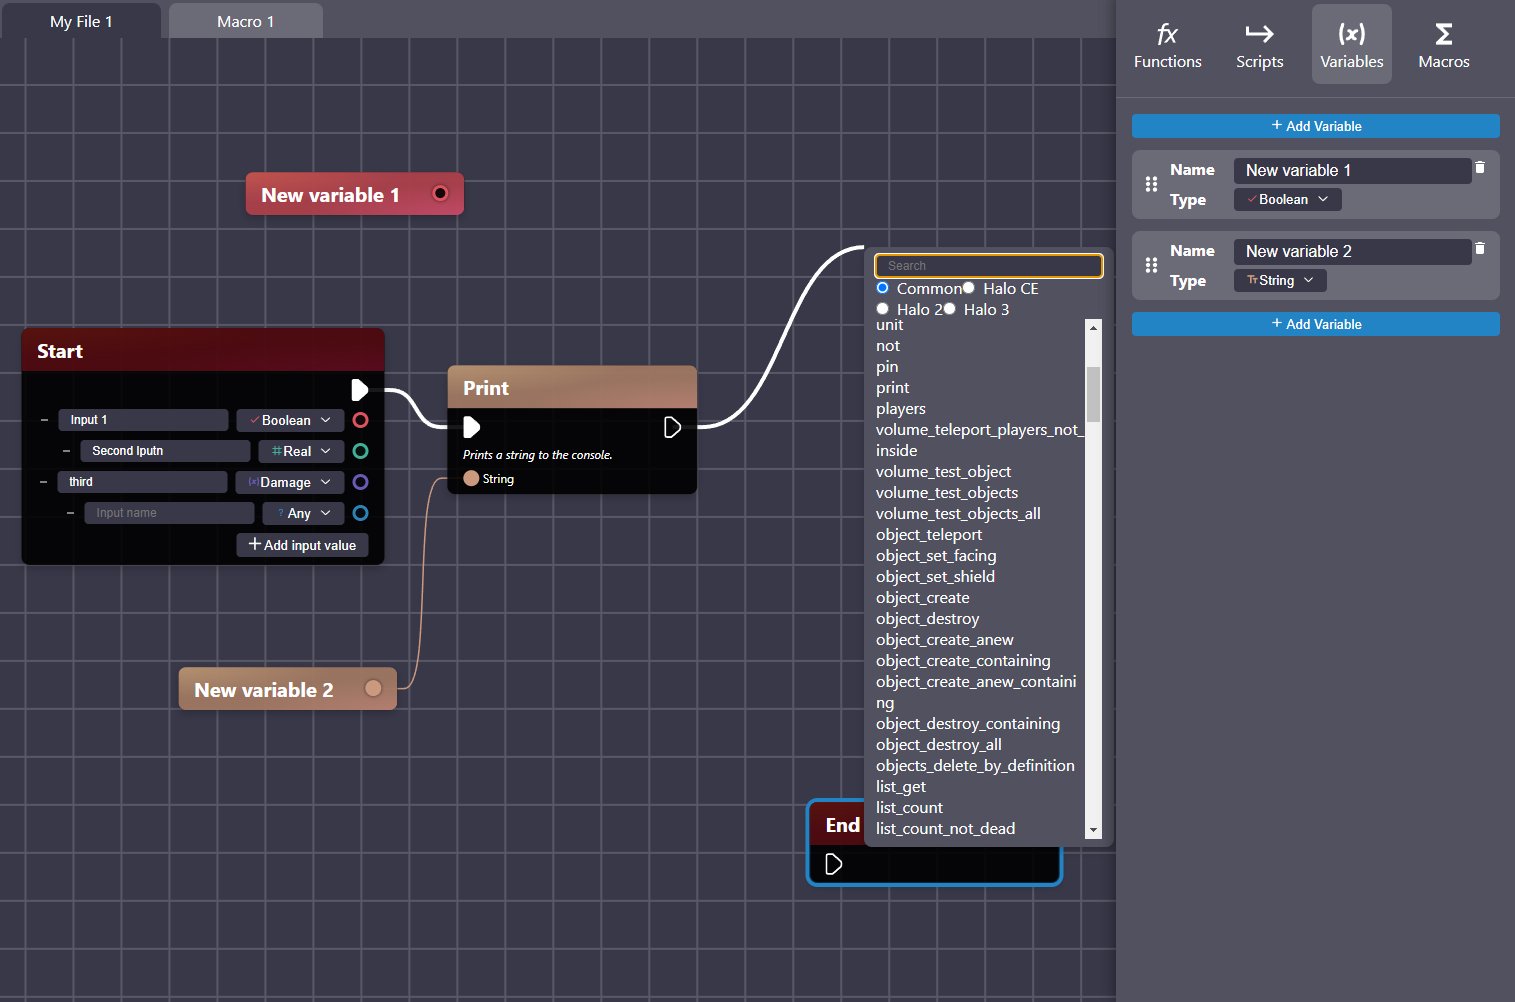 My File 1
Macro 1
fx
Functions
Scripts
(x)
Variables
Σ
Macros
+ Add Variable
Name
New variable 1
Type
Boolean
Name
New variable 2
Type
Tт String
+ Add Variable
New variable 1
Start
Input 1
Boolean
Second Iputn
# Real
third
(x) Damage
Input name
? Any
+ Add input value
Print
Prints a string to the console.
String
New variable 2
End
Search
Common Halo CE
Halo 2 Halo 3
unit
not
pin
print
players
volume_teleport_players_not_
inside
volume_test_object
volume_test_objects
volume_test_objects_all
object_teleport
object_set_facing
object_set_shield
object_create
object_destroy
object_create_anew
object_create_containing
object_create_anew_containi
ng
object_destroy_containing
object_destroy_all
objects_delete_by_definition
list_get
list_count
list_count_not_dead